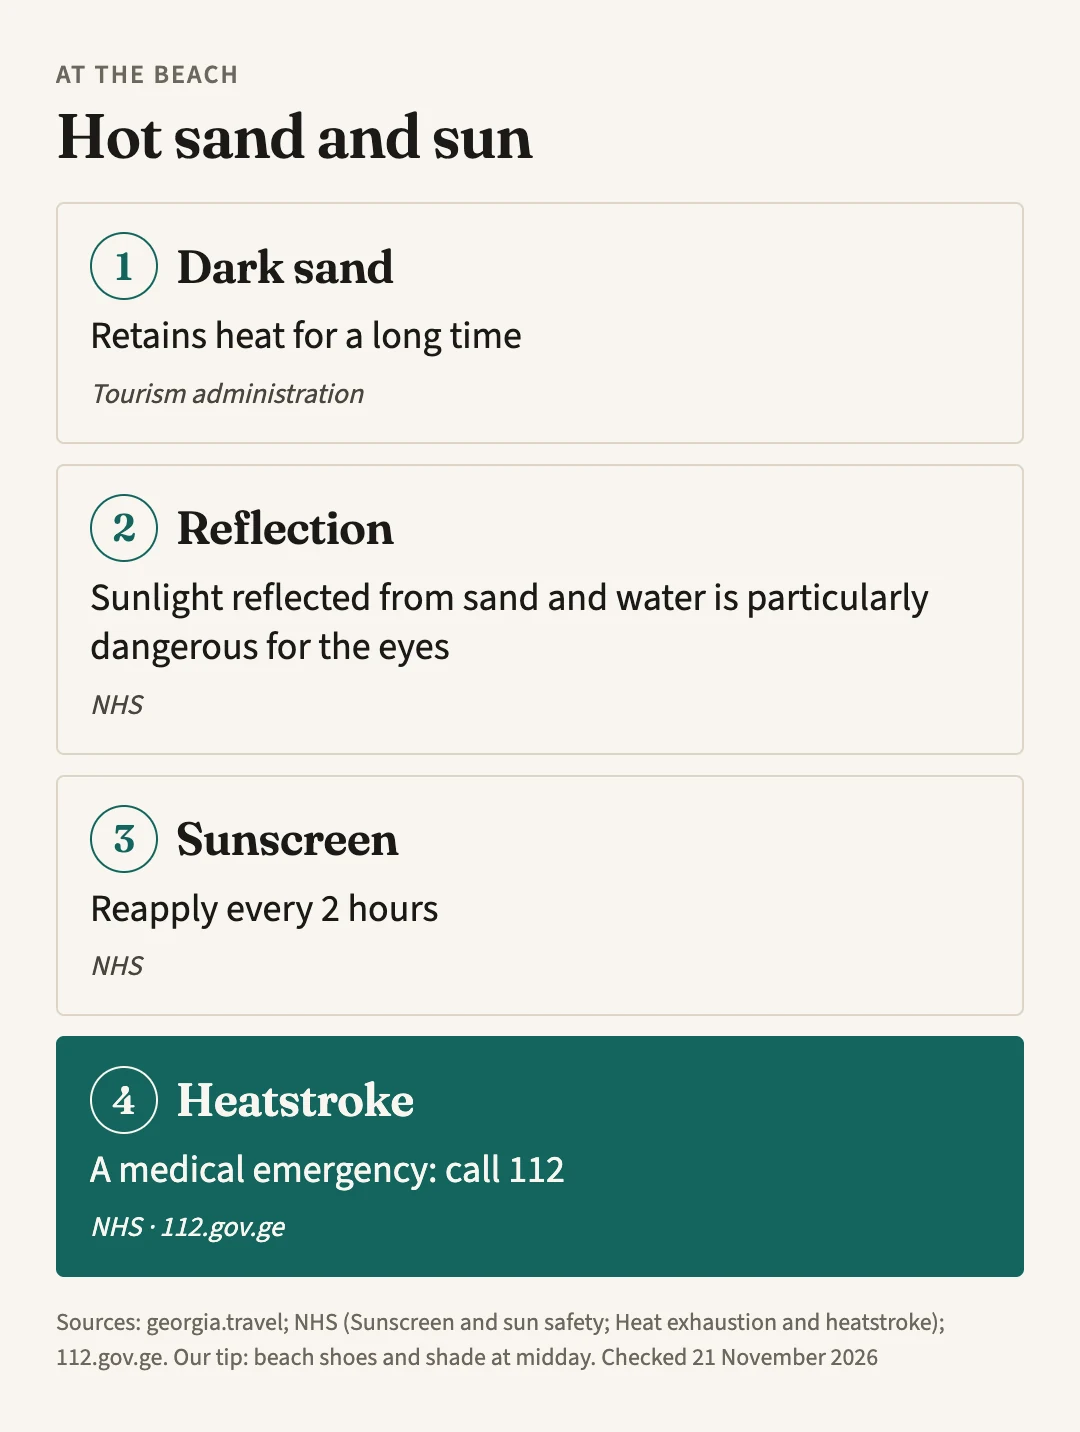 AT THE BEACH
Hot sand and sun
1 Dark sand
Retains heat for a long time
Tourism administration
2 Reflection
Sunlight reflected from sand and water is particularly
dangerous for the eyes
NHS
3 Sunscreen
Reapply every 2 hours
NHS
4 Heatstroke
A medical emergency: call 112
NHS · 112.gov.ge
Sources: georgia.travel; NHS (Sunscreen and sun safety; Heat exhaustion and heatstroke);
112.gov.ge. Our tip: beach shoes and shade at midday. Checked 21 November 2026